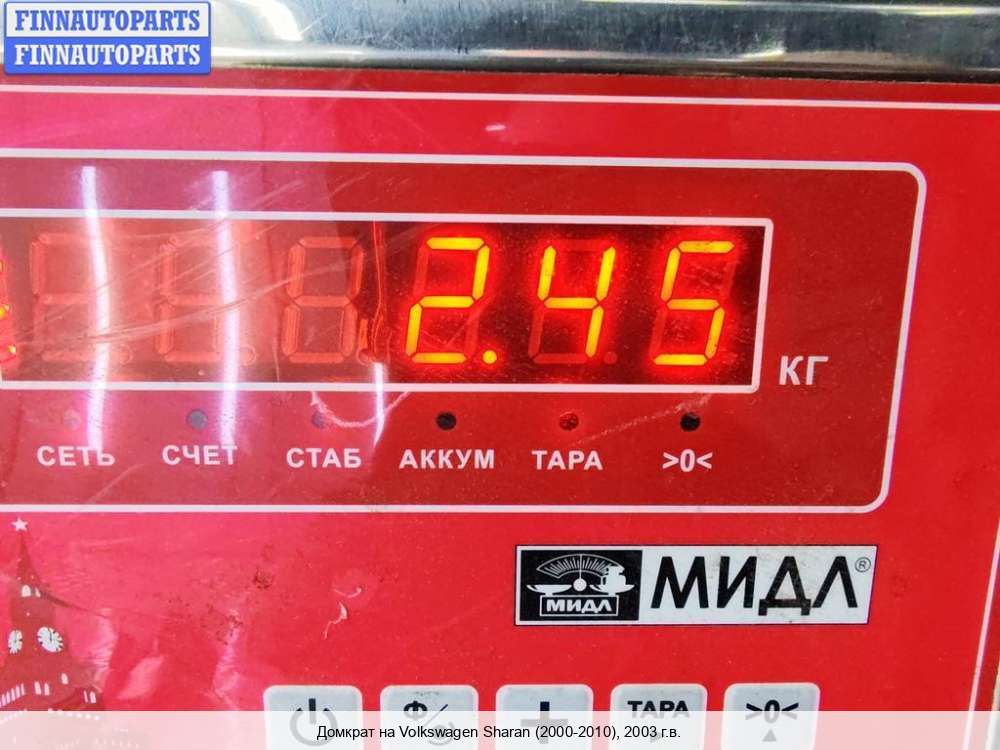 FINNAUTOPARTS
FINNAUTOPARTS
2.45
КГ
СЕТЬ СЧЕТ СТАБ АККУМ ТАРА >0<
МИДЛ МИДЛ®
ТАРА >0<
Домкрат на Volkswagen Sharan (2000-2010), 2003 г.в.